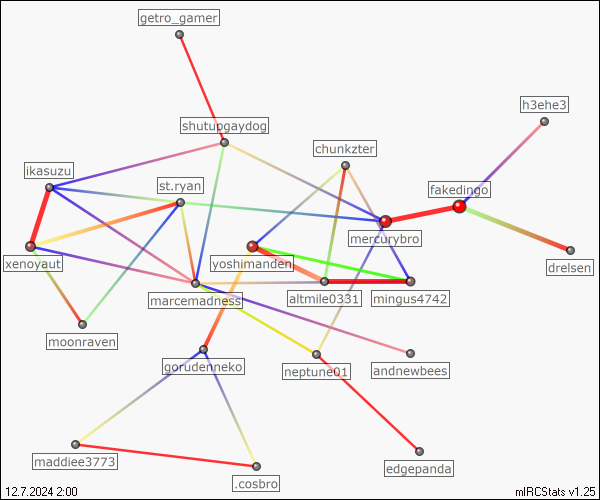 getro_gamer
h3ehe3
shutupgaydog
chunkzter
ikasuzu
st.ryan
fakedingo
mercurybro
xenoyaut
yoshimanden
drelsen
marcemadness
altmile0331
mingus4742
moonraven
gorudenneko
neptune01
andnewbees
maddiee3773
.cosbro
edgepanda
12.7.2024 2:00
mIRCStats v1.25